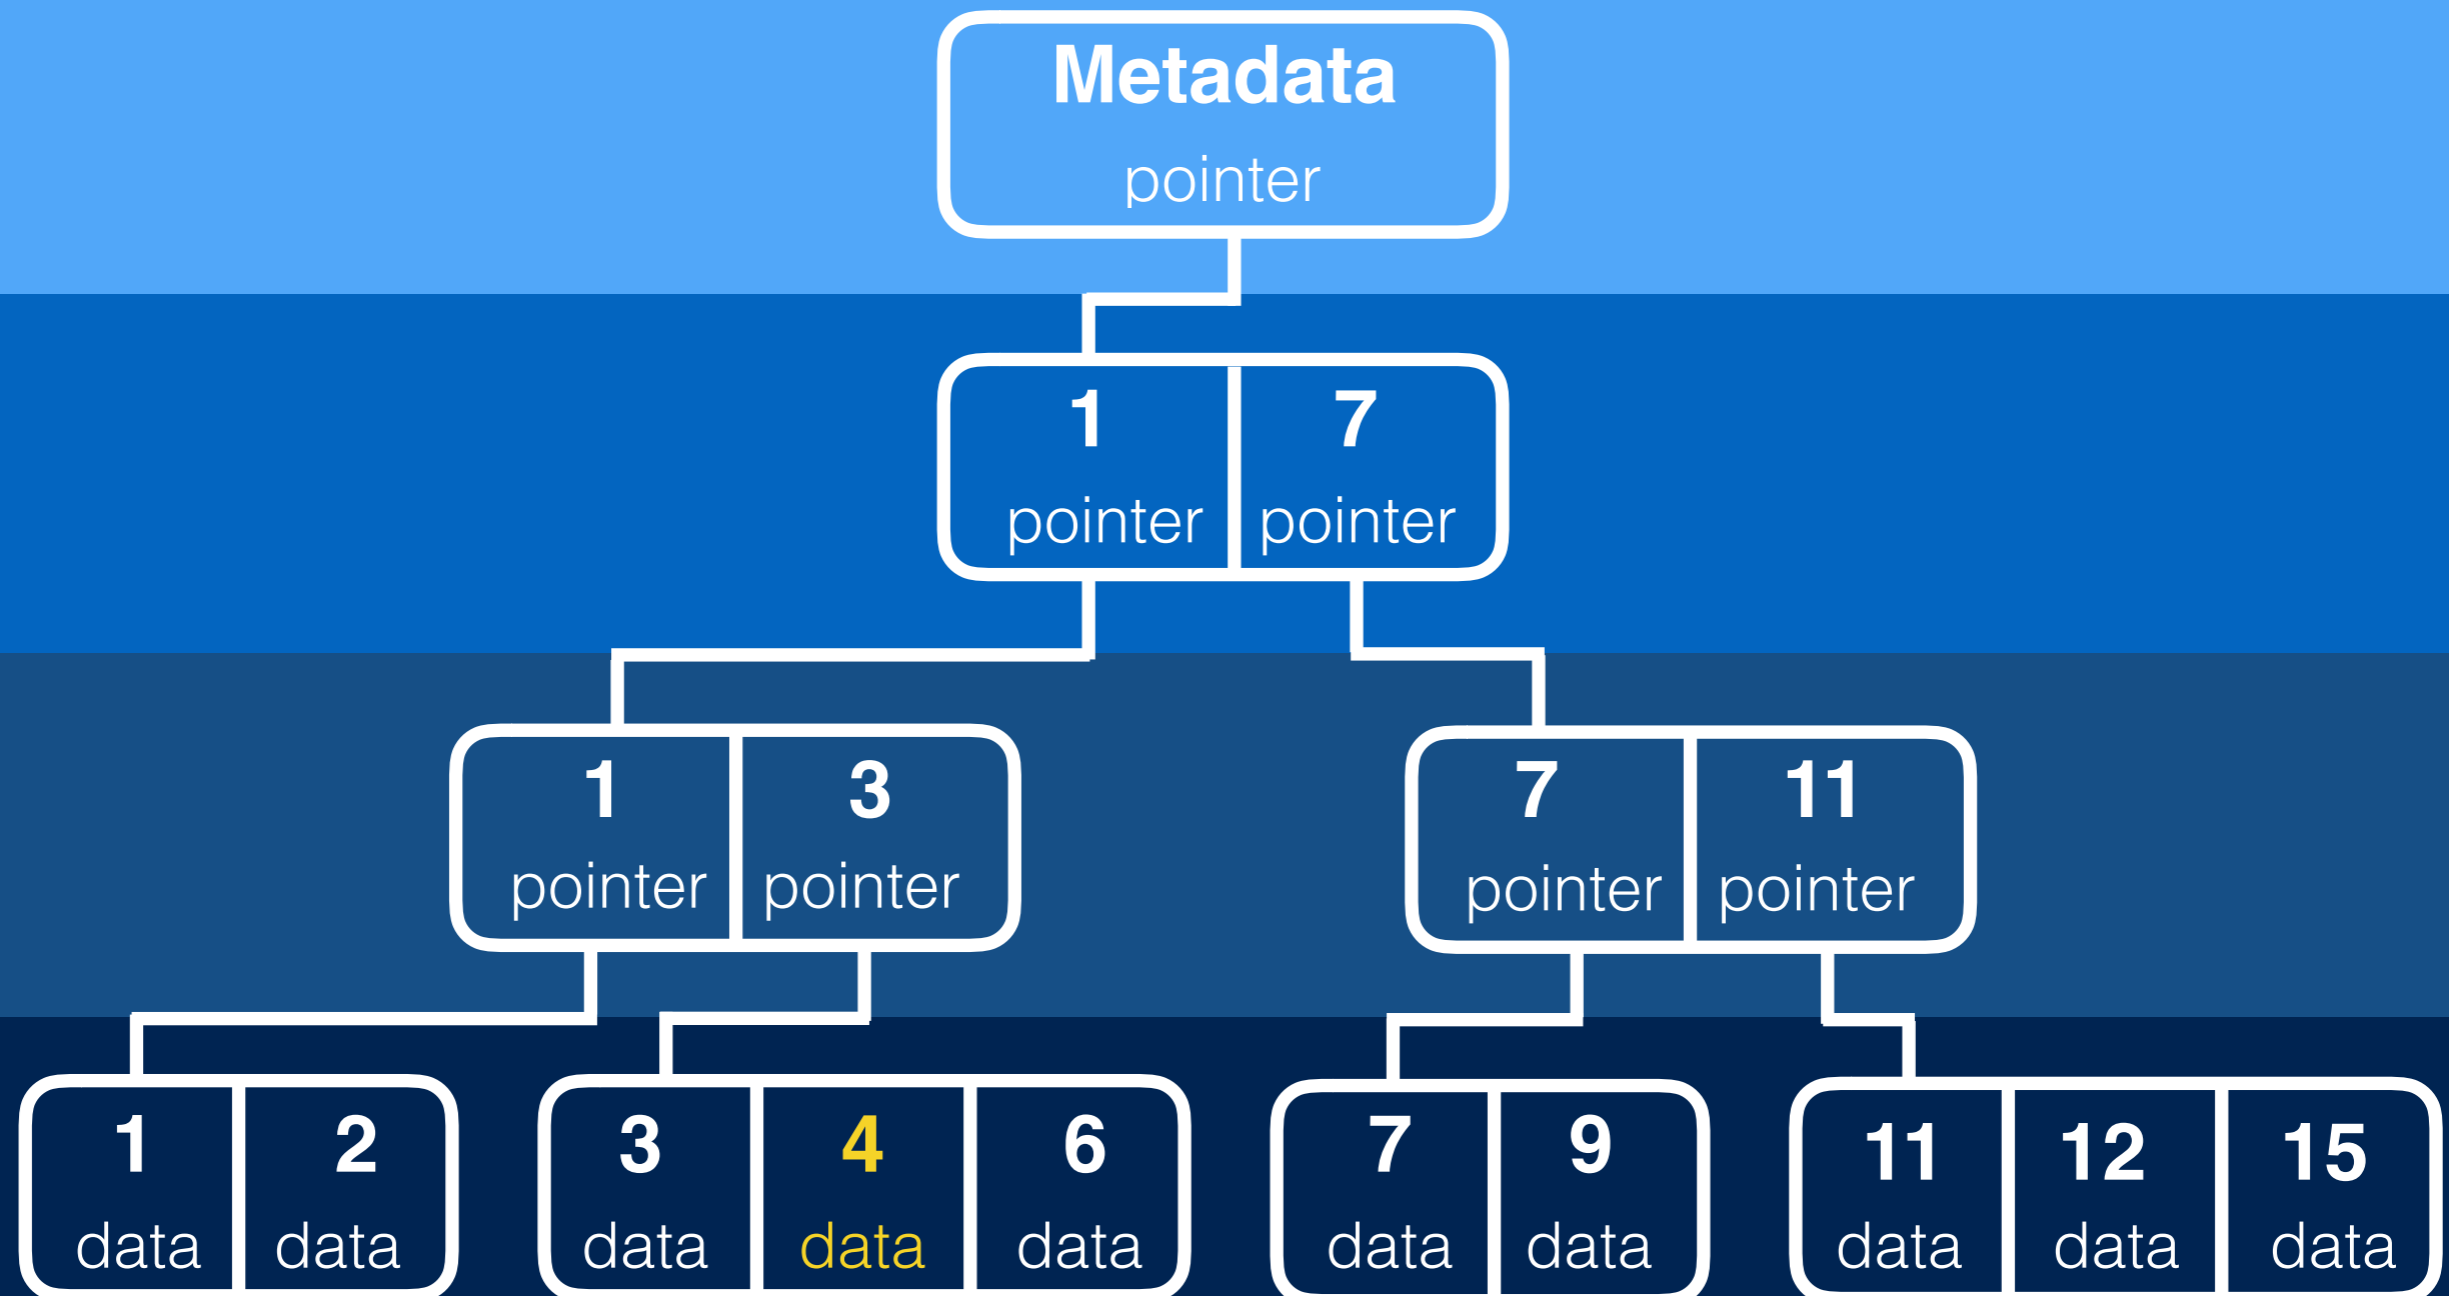 Metadata
pointer
1 7
pointer pointer
1 3 7 11
pointer pointer pointer pointer
1 2 3 4 6 7 9 11 12 15
data data data data data data data data data data